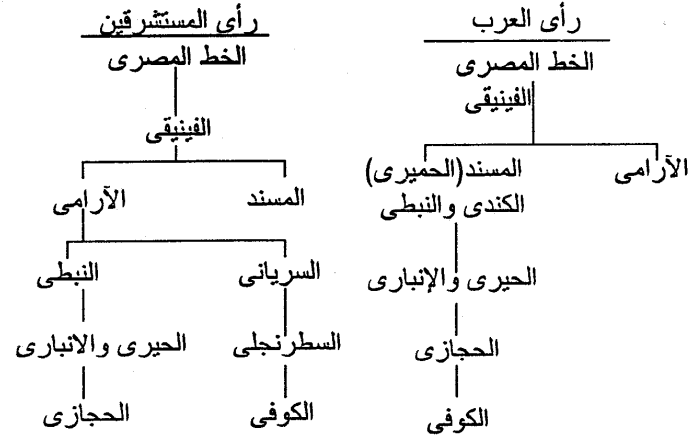 رأى العرب
الخط المصرى
الفينيقى
الآرامى
المسند (الحميرى)
الكندى والنبطى
الحيرى والإنبارى
الحجازى
الكوفى
رأى المستشرقين
الخط المصرى
الفينيقى
المسند
الآرامى
السريانى
النبطى
السطرنجلى
الحيرى والانبارى
الكوفى
الحجازى